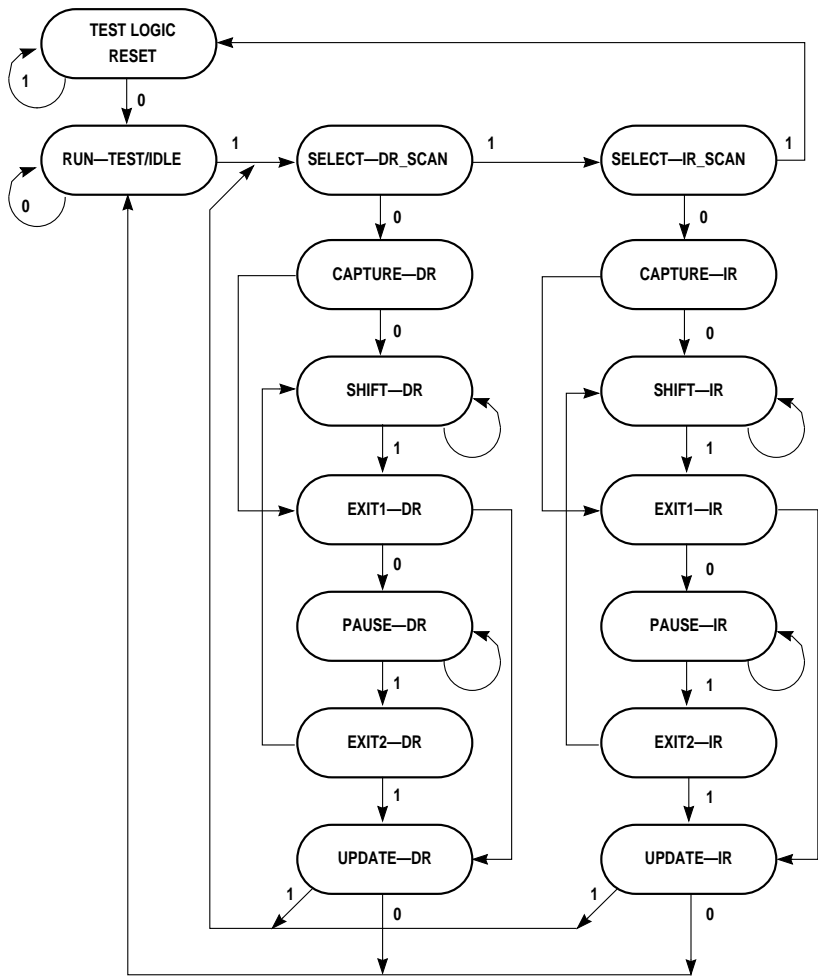 TEST LOGIC
RESET
1
0
RUN—TEST/IDLE
1
SELECT—DR_SCAN
1
SELECT—IR_SCAN
1
0
0
0
CAPTURE—DR
CAPTURE—IR
0
0
SHIFT—DR
SHIFT—IR
1
1
EXIT1—DR
EXIT1—IR
0
0
PAUSE—DR
PAUSE—IR
1
1
EXIT2—DR
EXIT2—IR
1
1
UPDATE—DR
UPDATE—IR
1
0
1
0